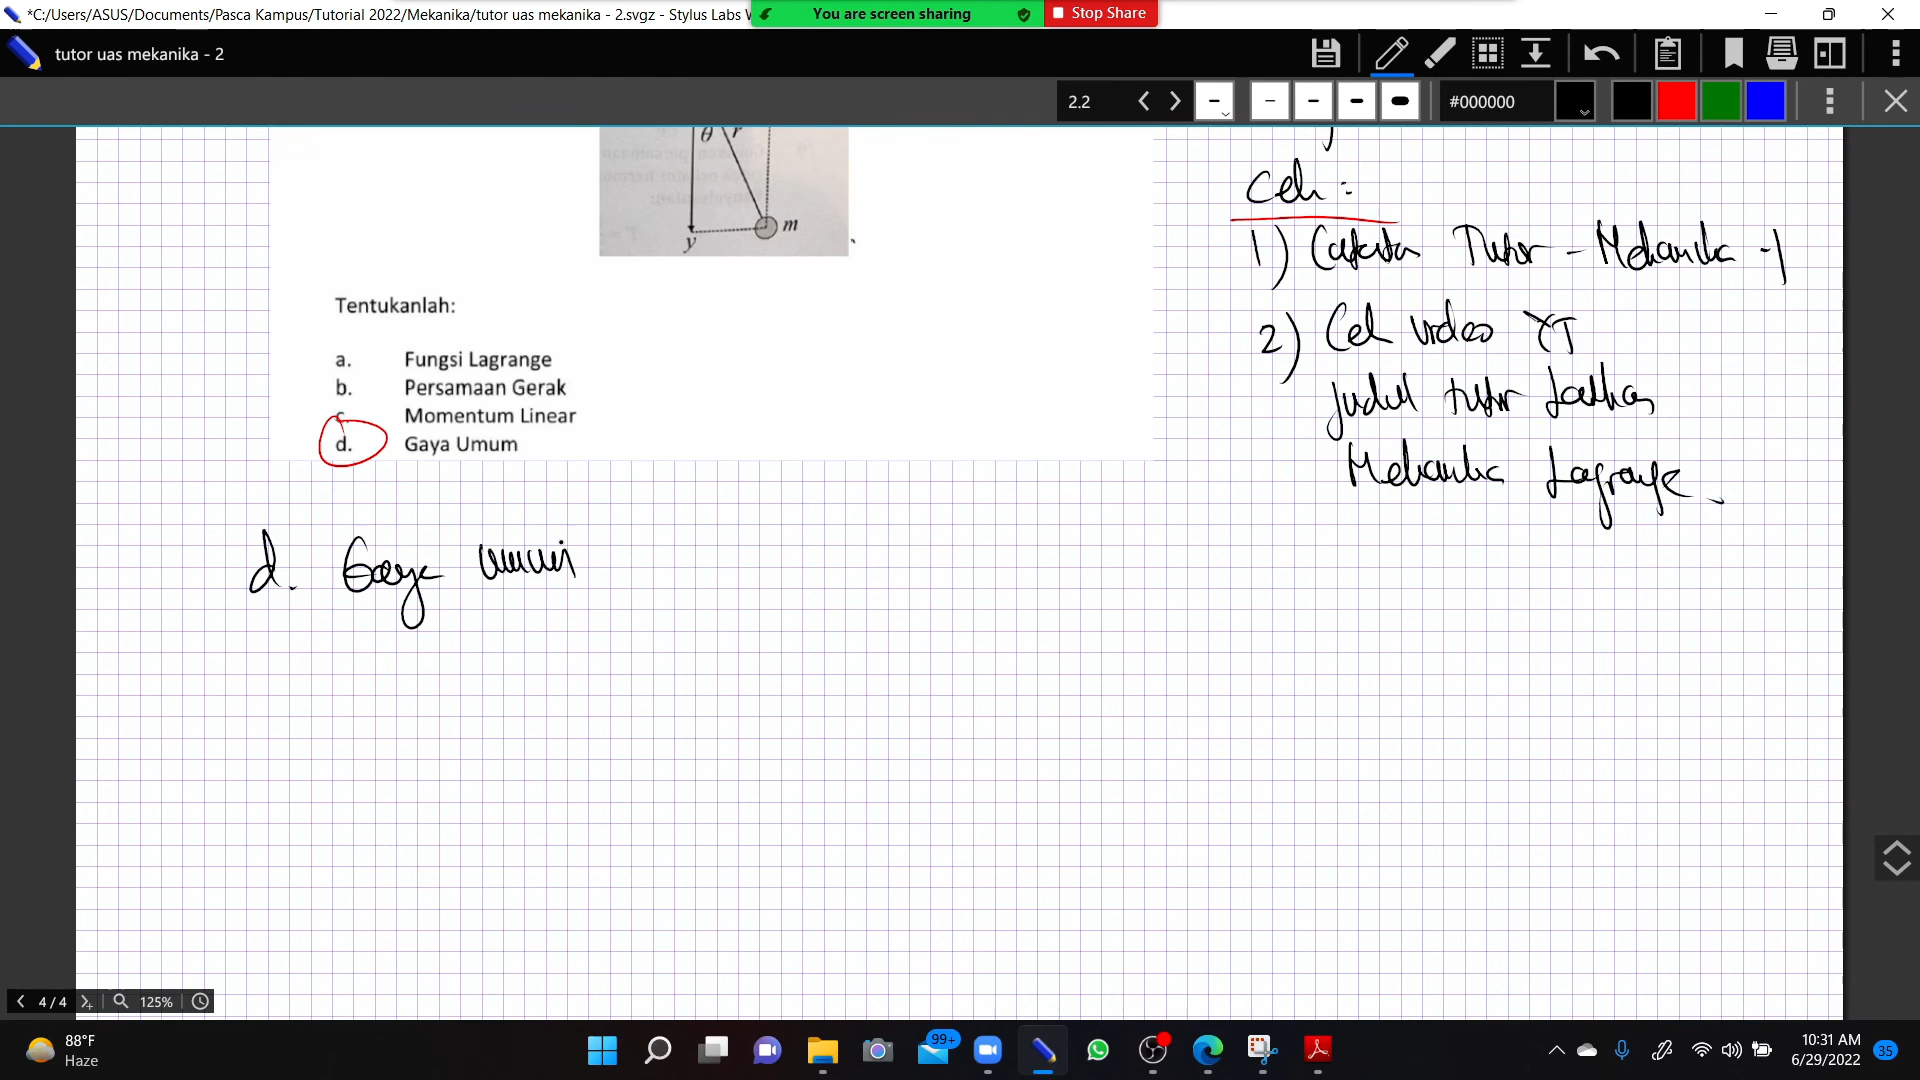 *C:/Users/ASUS/Documents/Pasca Kampus/Tutorial 2022/Mekanika/tutor uas mekanika - 2.svgz - Stylus Labs W
You are screen sharing
Stop Share
tutor uas mekanika - 2
2.2
#000000
θ r
m
y
Tentukanlah:
a. Fungsi Lagrange
b. Persamaan Gerak
c. Momentum Linear
d. Gaya Umum
Cek :
1) Catatan Tutor - Mekanika - 1
2) Cek video YT
judul tutor
Mekanika Lagrange
d. Gaya umum
4 / 4
125%
88°F
Haze
99+
10:31 AM
6/29/2022
35